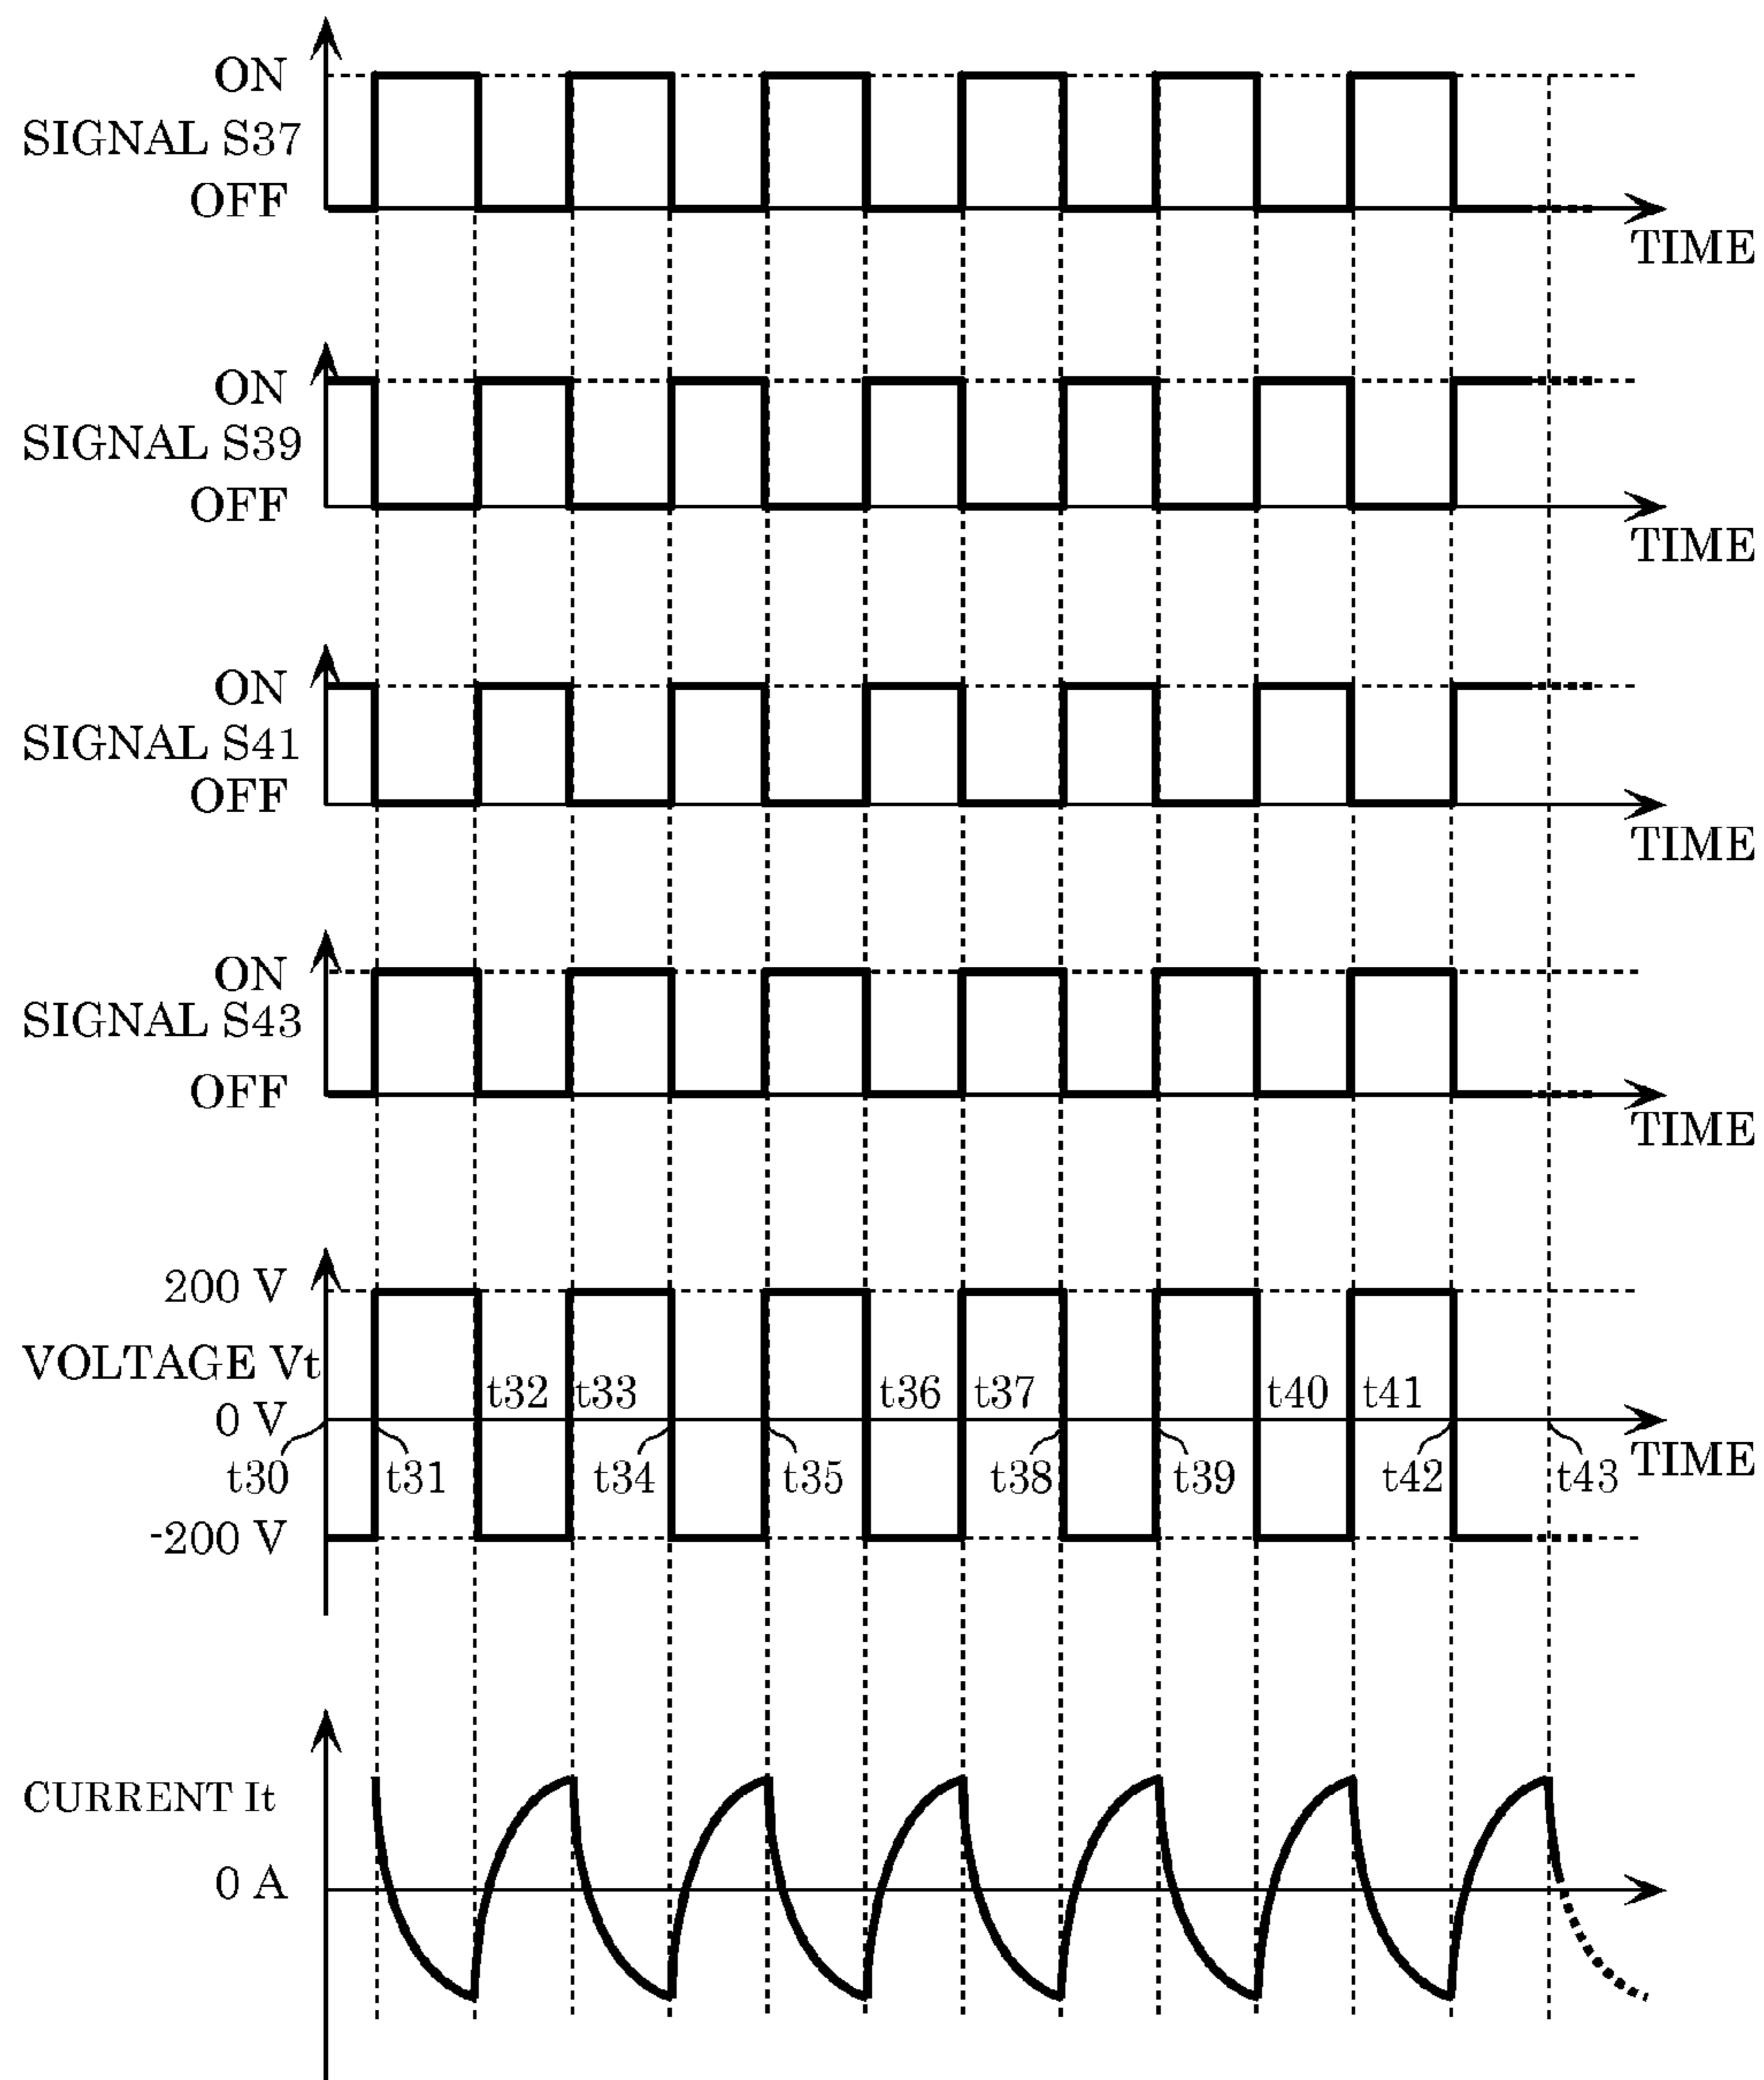 ON
SIGNAL S37
OFF
TIME
ON
SIGNAL S39
OFF
TIME
ON
SIGNAL S41
OFF
TIME
ON
SIGNAL S43
OFF
TIME
200 V
VOLTAGE Vt
t32 t33 t36 t37 t40 t41
0 V
TIME
t30 t31 t34 t35 t38 t39 t42 t43
-200 V
CURRENT It
0 A